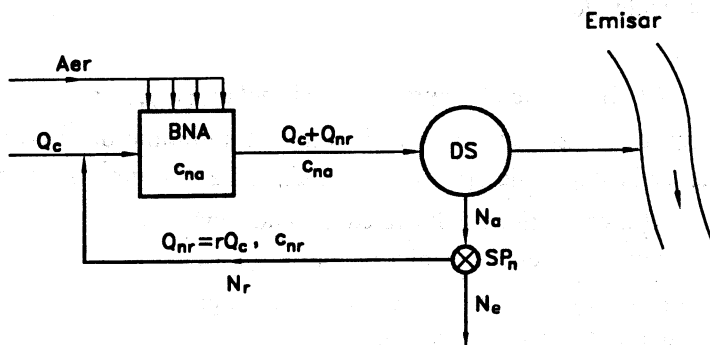 Emisar
Aer
BNA
Q_c
Q_c+Q_nr
DS
c_na
c_na
N_a
Q_nr=rQ_c, c_nr
SP_n
N_r
N_e